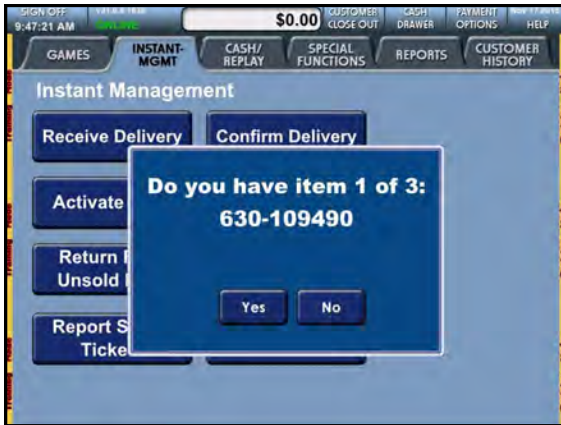 SIGN OFF
9:47:21 AM
ONLINE
$0.00
CUSTOMER
CLOSE OUT
CASH
DRAWER
PAYMENT
OPTIONS
HELP
GAMES
INSTANT-
MGMT
CASH/
REPLAY
SPECIAL
FUNCTIONS
REPORTS
CUSTOMER
HISTORY
Instant Management
Receive Delivery
Confirm Delivery
Activate
Return
Unsold
Report S
Ticke
Do you have item 1 of 3:
630-109490
Yes
No